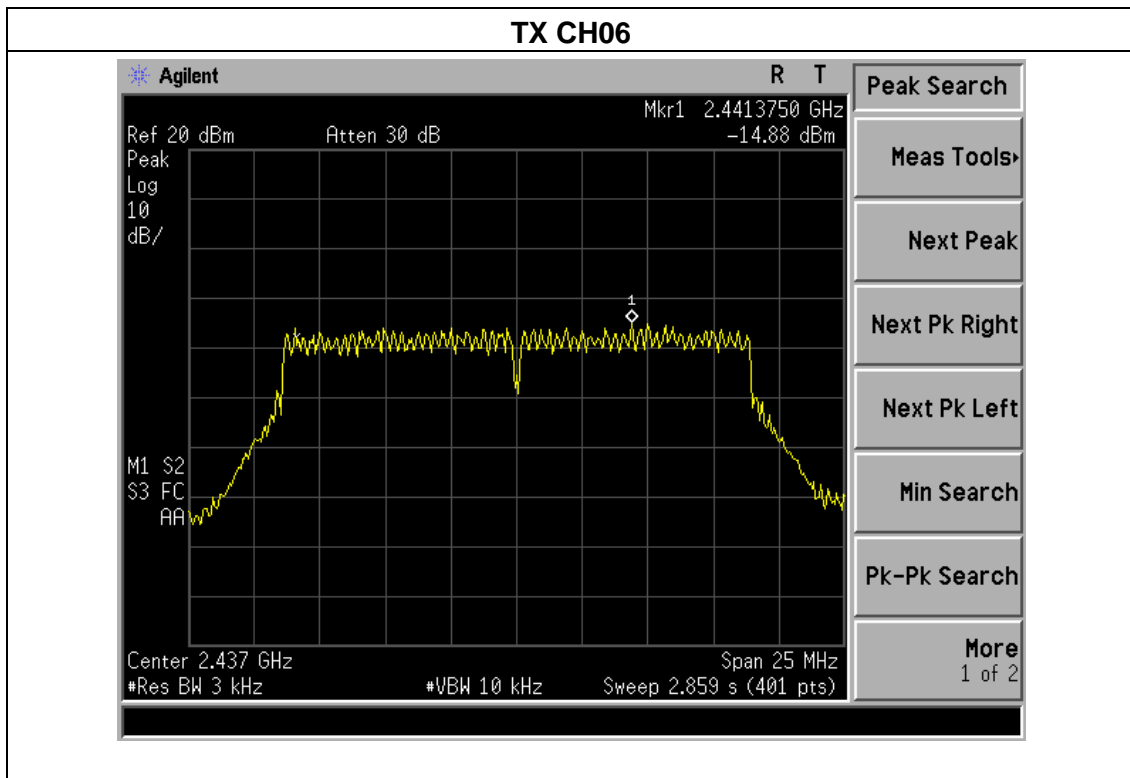 TX CH06
Agilent R T
Peak Search
Mkr1 2.4413750 GHz
Ref 20 dBm Atten 30 dB -14.88 dBm
Peak
Log
10
dB/
1
M1 S2
S3 FC
AA
Center 2.437 GHz Span 25 MHz
#Res BW 3 kHz #VBW 10 kHz Sweep 2.859 s (401 pts)
Meas Tools
Next Peak
Next Pk Right
Next Pk Left
Min Search
Pk-Pk Search
More
1 of 2